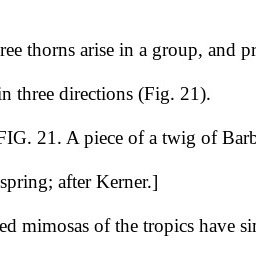 ree thorns arise in a group, and pr
in three directions (Fig. 21).
FIG. 21. A piece of a twig of Barb
spring; after Kerner.]
ed mimosas of the tropics have sin